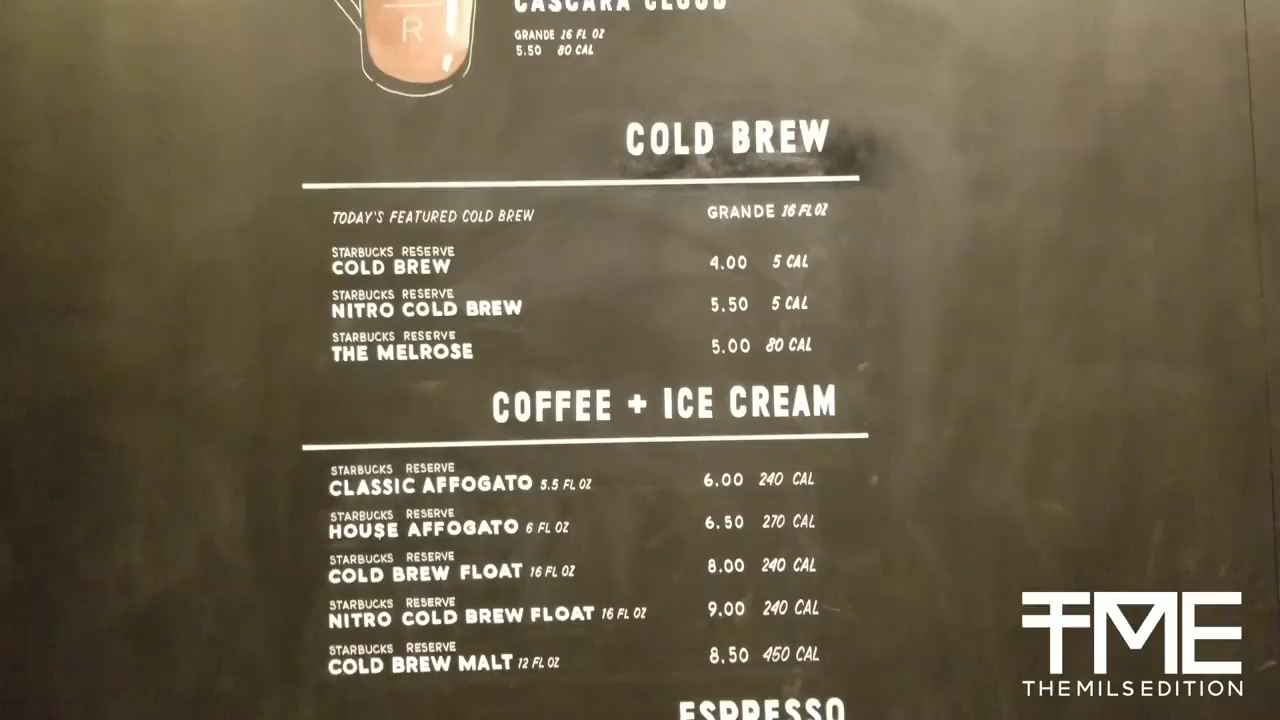 R
CASCARA CLOUD
GRANDE 16 FL OZ
5.50 80 CAL
COLD BREW
TODAY'S FEATURED COLD BREW GRANDE 16 FL OZ
STARBUCKS RESERVE
COLD BREW 4.00 5 CAL
STARBUCKS RESERVE
NITRO COLD BREW 5.50 5 CAL
STARBUCKS RESERVE
THE MELROSE 5.00 80 CAL
COFFEE + ICE CREAM
STARBUCKS RESERVE
CLASSIC AFFOGATO 5.5 FL OZ 6.00 240 CAL
STARBUCKS RESERVE
HOUSE AFFOGATO 6 FL OZ 6.50 270 CAL
STARBUCKS RESERVE
COLD BREW FLOAT 16 FL OZ 8.00 240 CAL
STARBUCKS RESERVE
NITRO COLD BREW FLOAT 16 FL OZ 9.00 240 CAL
STARBUCKS RESERVE
COLD BREW MALT 12 FL OZ 8.50 450 CAL
ESPRESSO
TME
THEMILSEDITION